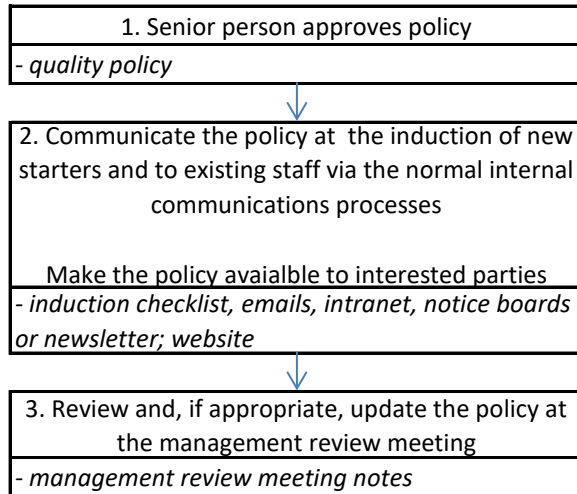 1. Senior person approves policy
- quality policy
2. Communicate the policy at  the induction of new
starters and to existing staff via the normal internal
communications processes
Make the policy avaialble to interested parties
- induction checklist, emails, intranet, notice boards
or newsletter; website
3. Review and, if appropriate, update the policy at
the management review meeting
- management review meeting notes